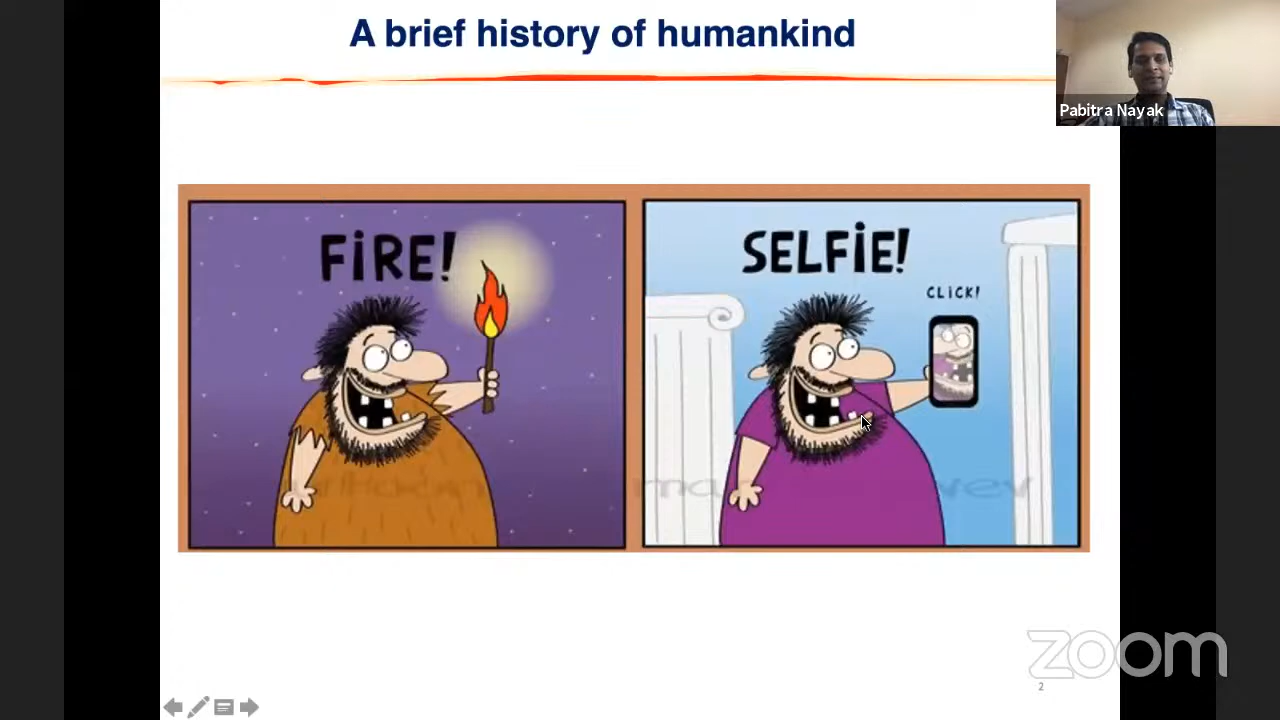 A brief history of humankind
Pabitra Nayak
FIRE!
SELFIE!
CLICK!
zoom
2